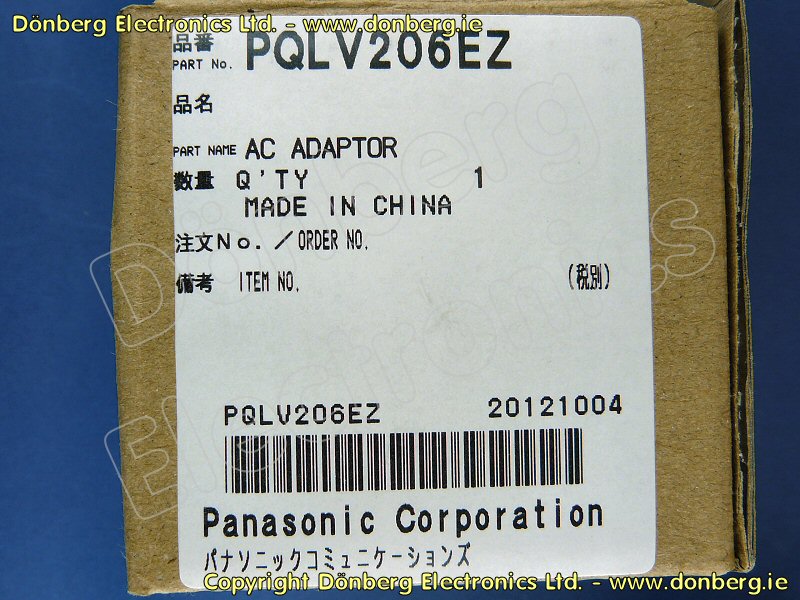 Dönberg Electronics Ltd. - www.donberg.ie
品番
PART No. PQLV206EZ
品名
PART NAME AC ADAPTOR
数量 Q'TY 1
MADE IN CHINA
注文No./ORDER NO.
備考 ITEM NO. (税別)
Dönberg
Electronics
PQLV206EZ 20121004
Panasonic Corporation
パナソニックコミュニケーションズ
Copyright Dönberg Electronics Ltd. - www.donberg.ie